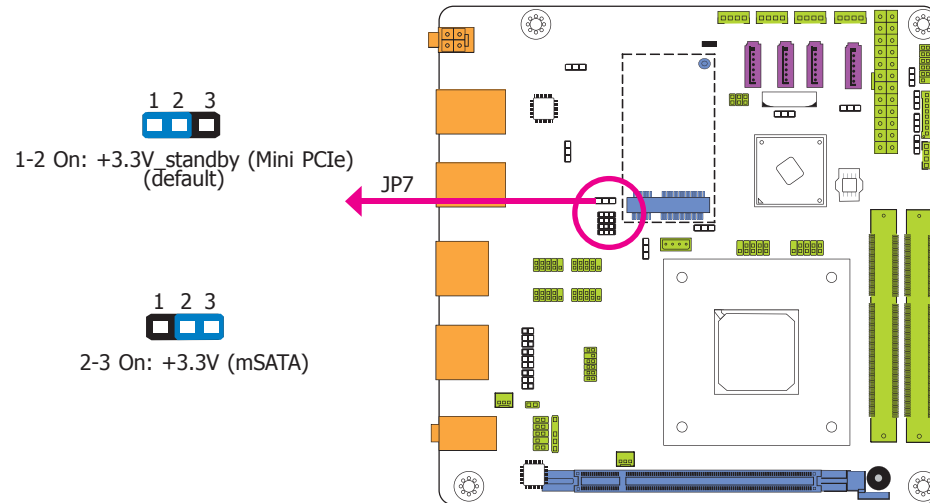 1 2 3
1-2 On: +3.3V_standby (Mini PCIe)
(default)
JP7
1 2 3
2-3 On: +3.3V (mSATA)